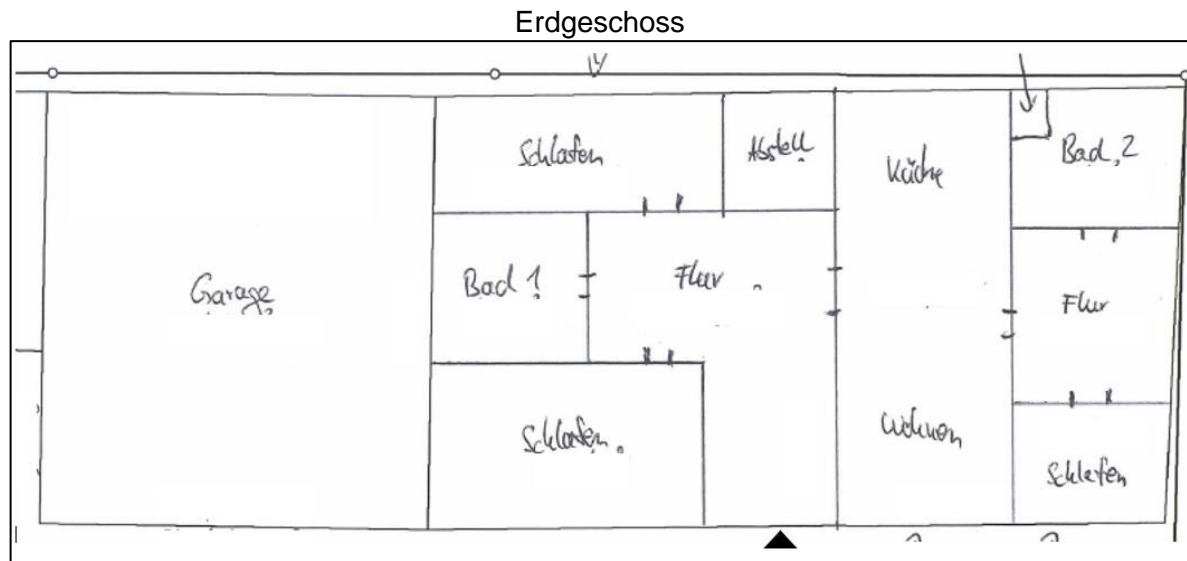 Erdgeschoss
Schlafen
Abstell
Küche
Bad 2
Garage
Bad 1
Flur
Flur
Schlafen
Wohnen
Schlafen